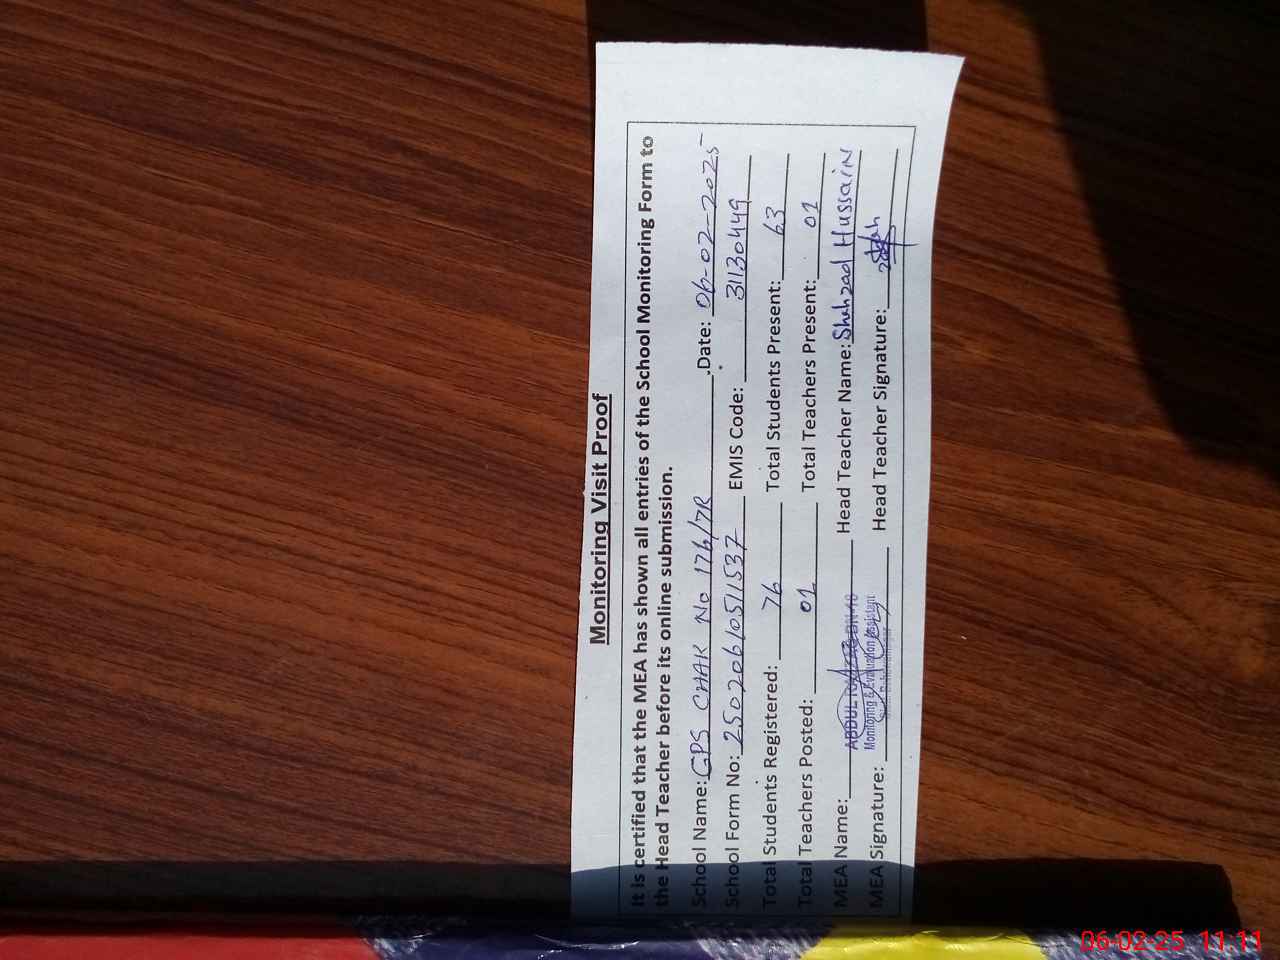 Monitoring Visit Proof
It is certified that the MEA has shown all entries of the School Monitoring Form to
the Head Teacher before its online submission.
School Name: GPS CHAK No 176/7R Date: 06-02-2025
School Form No: 25020610511537 EMIS Code: 31130449
Total Students Registered: 76 Total Students Present: 63
Total Teachers Posted: 01 Total Teachers Present: 01
MEA Name: ABDUL Head Teacher Name: Shehzad Hussain
Monitoring & Evaluation Assistant
MEA Signature: Head Teacher Signature:
06-02-25 11:11